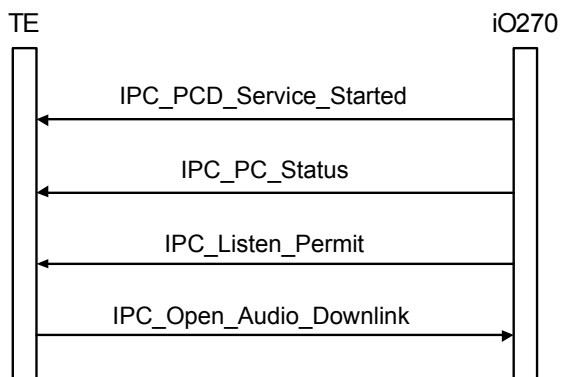 TE
iO270
IPC_PCD_Service_Started
IPC_PC_Status
IPC_Listen_Permit
IPC_Open_Audio_Downlink